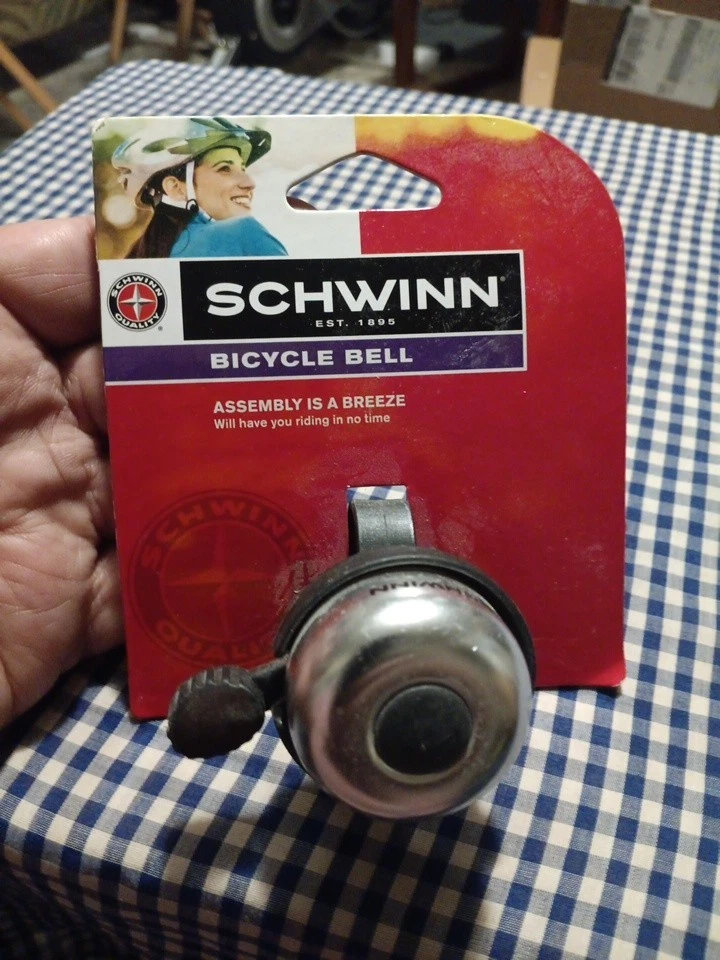 SCHWINN
QUALITY
®
SCHWINN®
EST. 1895
BICYCLE BELL
ASSEMBLY IS A BREEZE
Will have you riding in no time
SCHWINN
QUALITY
SCHWINN